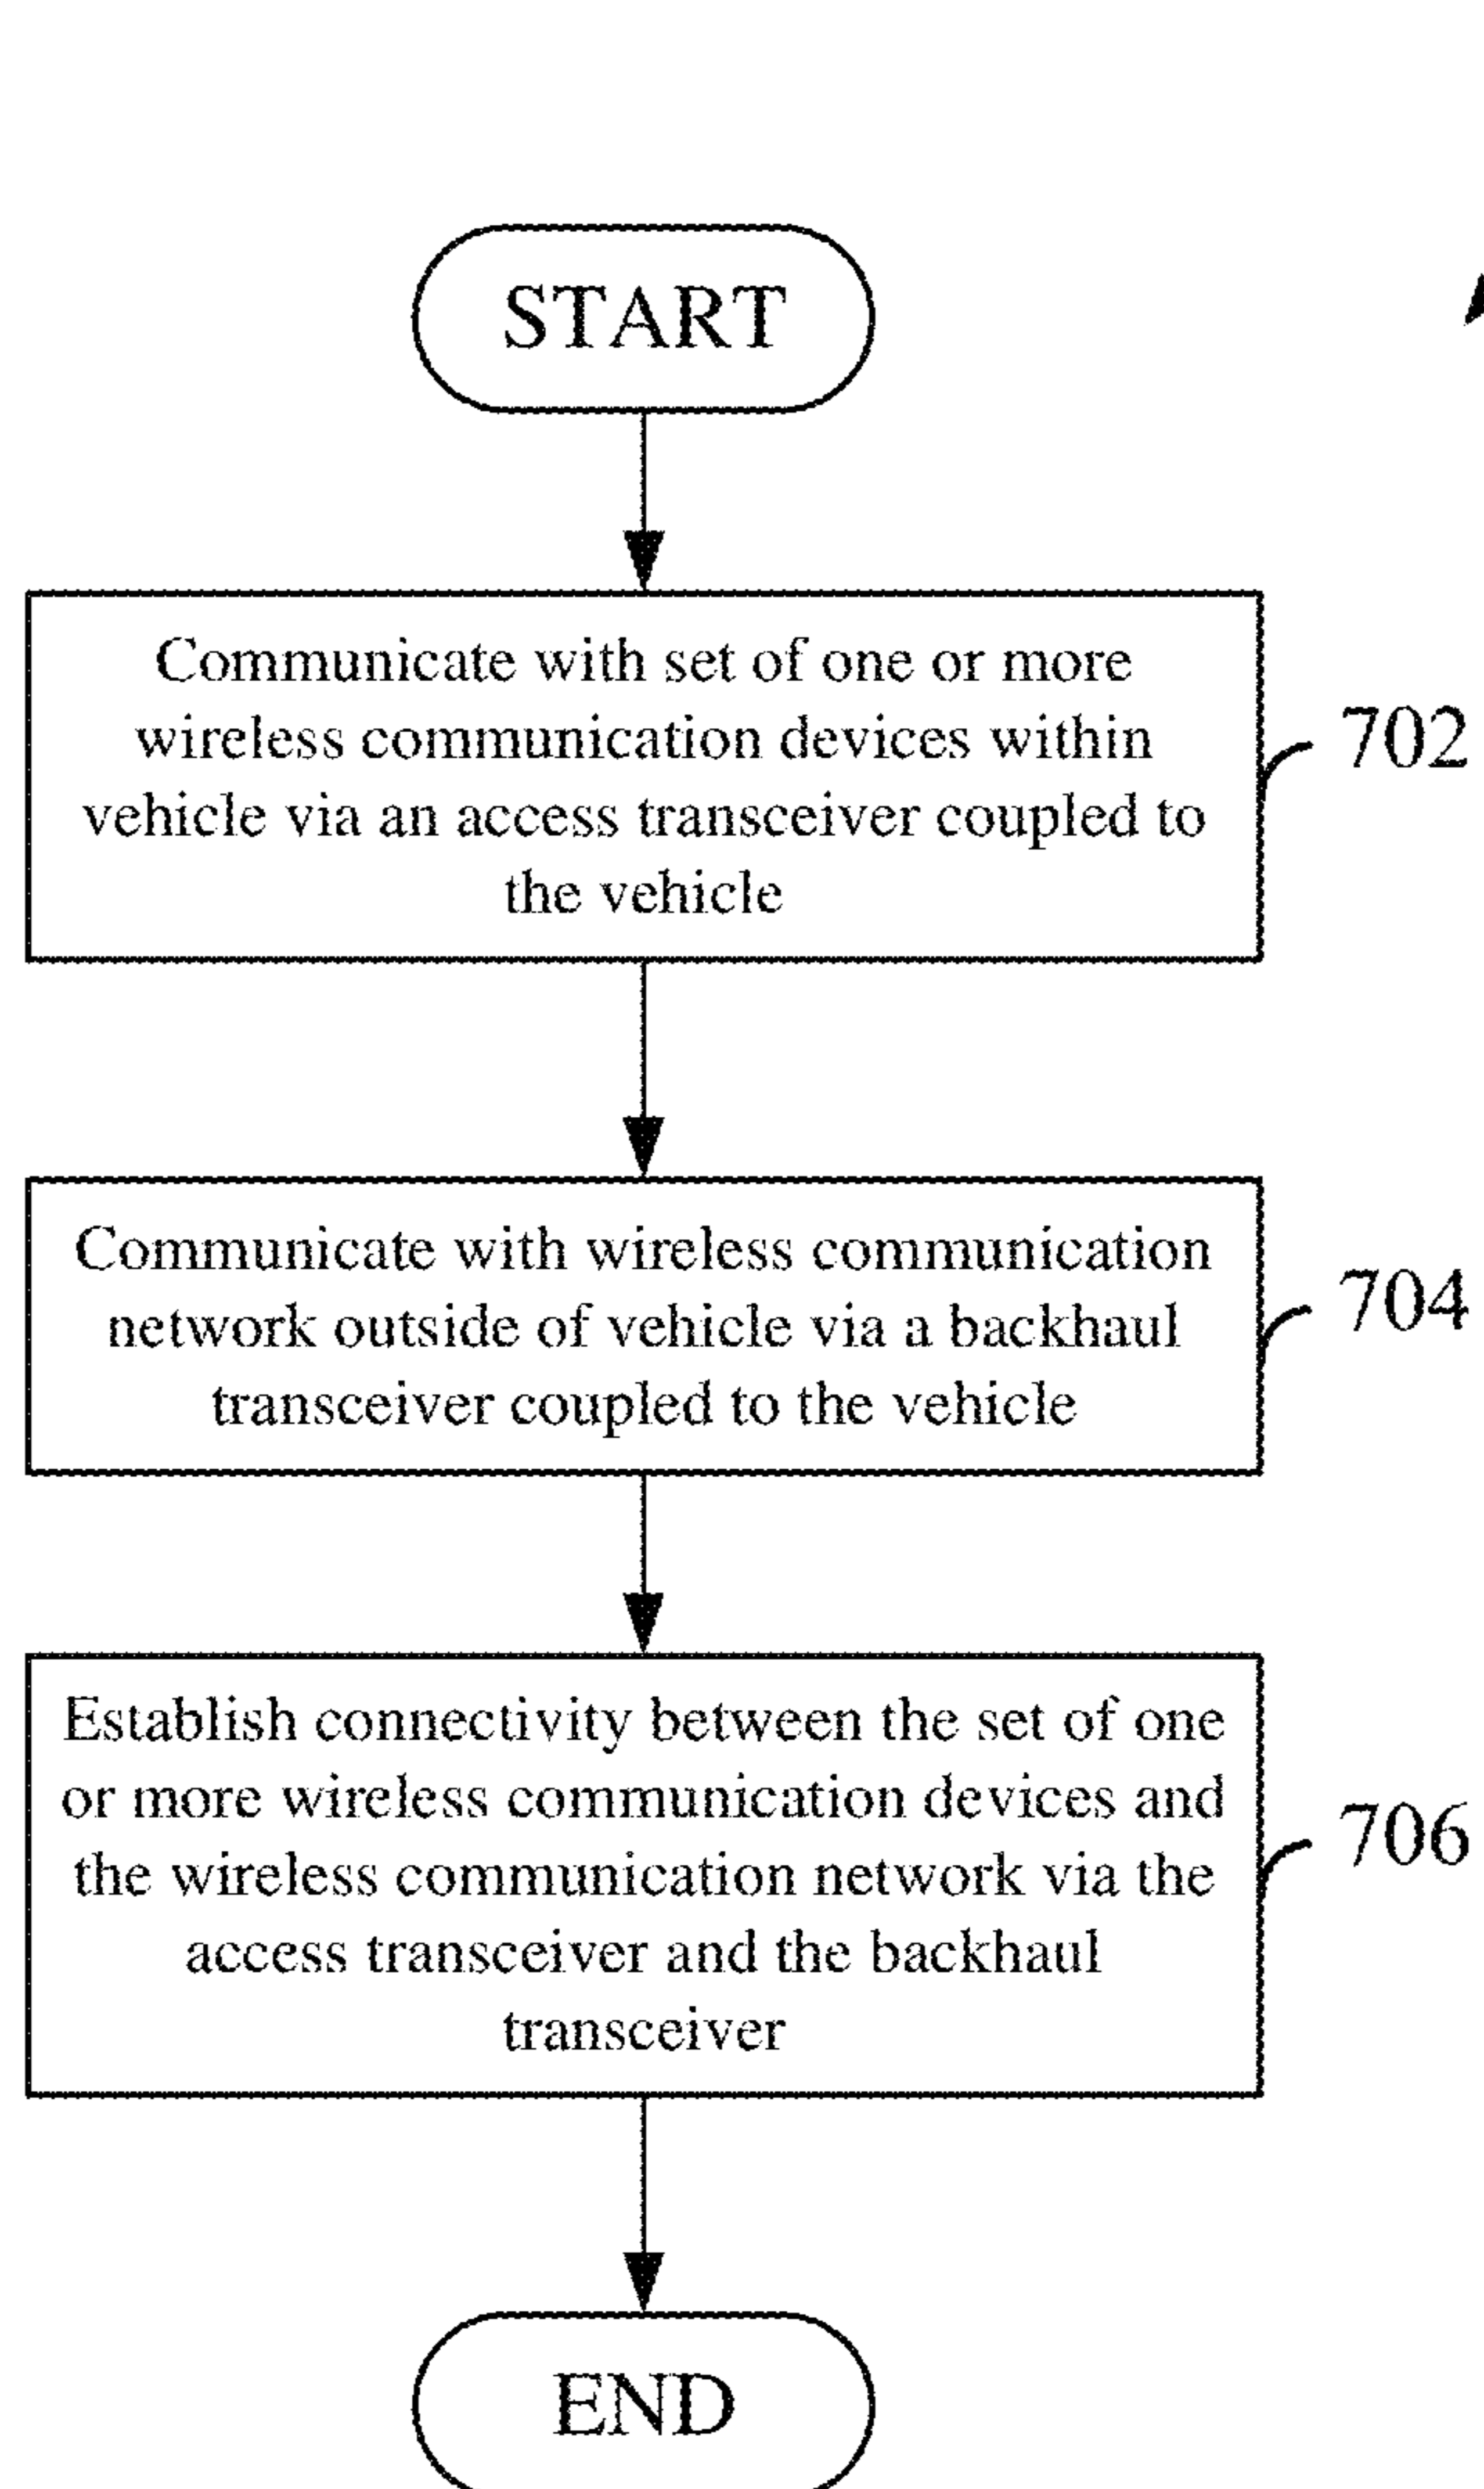 START
Communicate with set of one or more
wireless communication devices within
vehicle via an access transceiver coupled to
the vehicle
702
Communicate with wireless communication
network outside of vehicle via a backhaul
transceiver coupled to the vehicle
704
Establish connectivity between the set of one
or more wireless communication devices and
the wireless communication network via the
access transceiver and the backhaul
transceiver
706
END